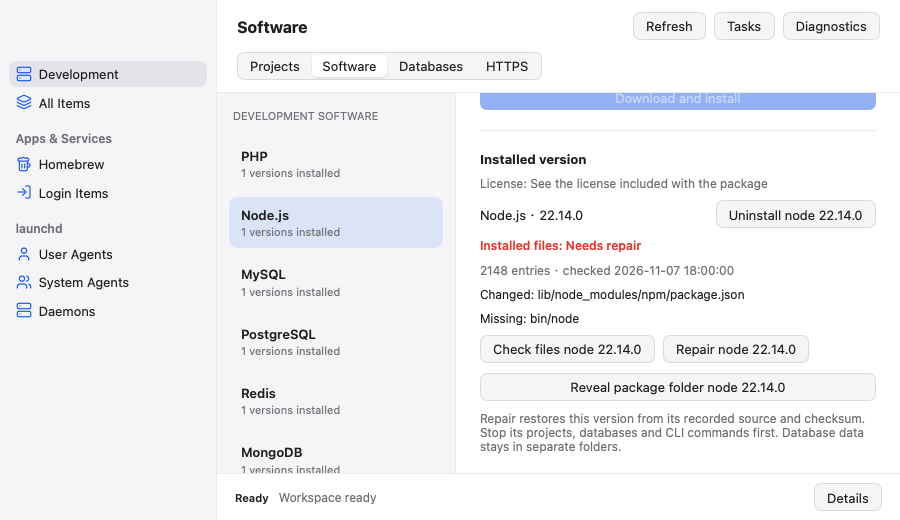 Software
Refresh
Tasks
Diagnostics
Projects
Software
Databases
HTTPS
Development
All Items
Apps & Services
Homebrew
Login Items
launchd
User Agents
System Agents
Daemons
DEVELOPMENT SOFTWARE
PHP
1 versions installed
Node.js
1 versions installed
MySQL
1 versions installed
PostgreSQL
1 versions installed
Redis
1 versions installed
MongoDB
1 versions installed
Download and install
Installed version
License: See the license included with the package
Node.js · 22.14.0
Uninstall node 22.14.0
Installed files: Needs repair
2148 entries · checked 2026-11-07 18:00:00
Changed: lib/node_modules/npm/package.json
Missing: bin/node
Check files node 22.14.0
Repair node 22.14.0
Reveal package folder node 22.14.0
Repair restores this version from its recorded source and checksum.
Stop its projects, databases and CLI commands first. Database data
stays in separate folders.
Ready
Workspace ready
Details